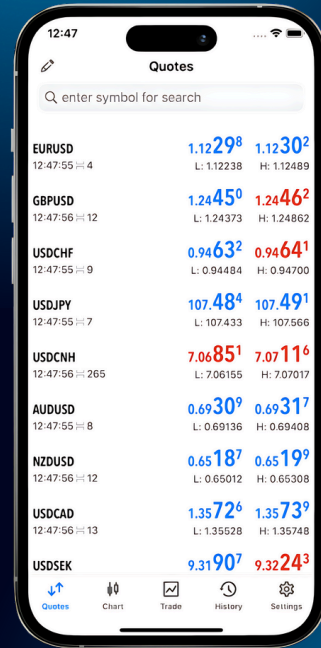 12:47
Quotes
enter symbol for search
EURUSD 1.12298 1.12302
12:47:55 4 L: 1.12238 H: 1.12489
GBPUSD 1.24450 1.24462
12:47:56 12 L: 1.24373 H: 1.24862
USDCHF 0.94632 0.94641
12:47:55 9 L: 0.94484 H: 0.94700
USDJPY 107.484 107.491
12:47:55 7 L: 107.433 H: 107.566
USDCNH 7.06851 7.07116
12:47:56 265 L: 7.06155 H: 7.07017
AUDUSD 0.69309 0.69317
12:47:55 8 L: 0.69136 H: 0.69408
NZDUSD 0.65187 0.65199
12:47:56 12 L: 0.65012 H: 0.65308
USDCAD 1.35726 1.35739
12:47:56 13 L: 1.35528 H: 1.35748
USDSEK 9.31907 9.32243
Quotes Chart Trade History Settings